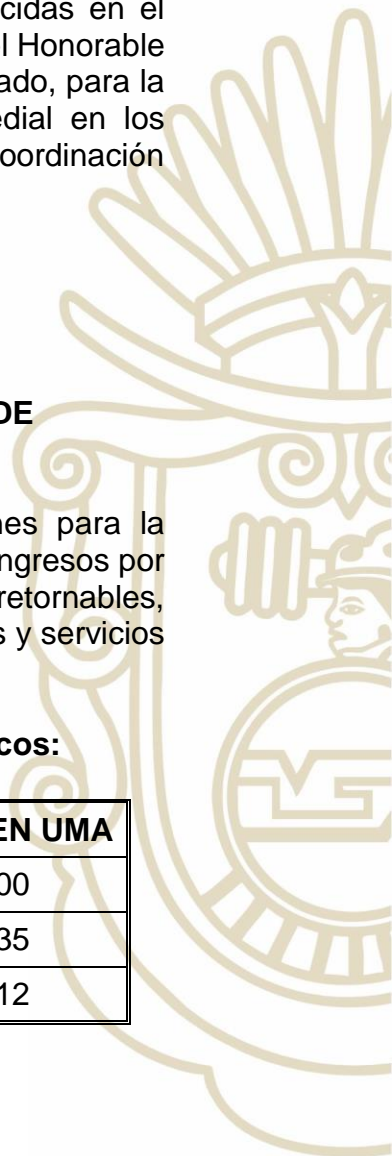 cidas en el
l Honorable
ado, para la
edial en los
oordinación
DE
nes para la
ngresos por
retornables,
s y servicios
cos:
EN UMA
00
35
12